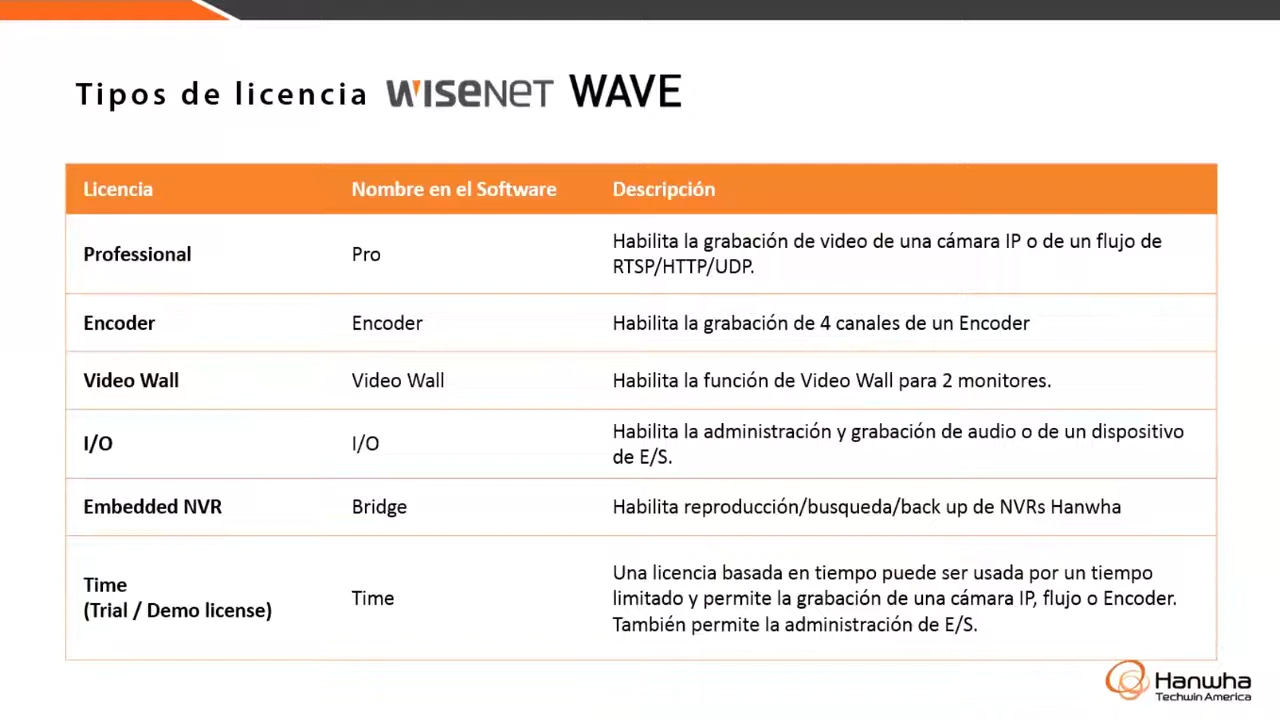 Tipos de licencia WISENET WAVE
Licencia Nombre en el Software Descripción
Professional Pro Habilita la grabación de video de una cámara IP o de un flujo de
RTSP/HTTP/UDP.
Encoder Encoder Habilita la grabación de 4 canales de un Encoder
Video Wall Video Wall Habilita la función de Video Wall para 2 monitores.
I/O I/O Habilita la administración y grabación de audio o de un dispositivo
de E/S.
Embedded NVR Bridge Habilita reproducción/busqueda/back up de NVRs Hanwha
Time
(Trial / Demo license) Time Una licencia basada en tiempo puede ser usada por un tiempo
limitado y permite la grabación de una cámara IP, flujo o Encoder.
También permite la administración de E/S.
Hanwha
Techwin America